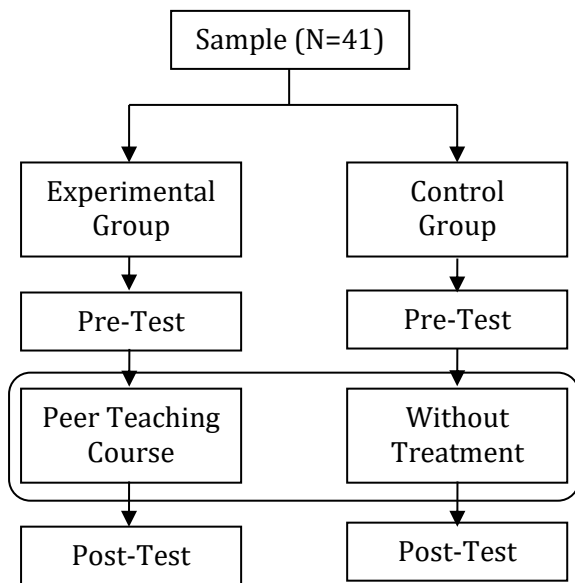 Sample (N=41)
Experimental
Group
Control
Group
Pre-Test
Pre-Test
Peer Teaching
Course
Without
Treatment
Post-Test
Post-Test